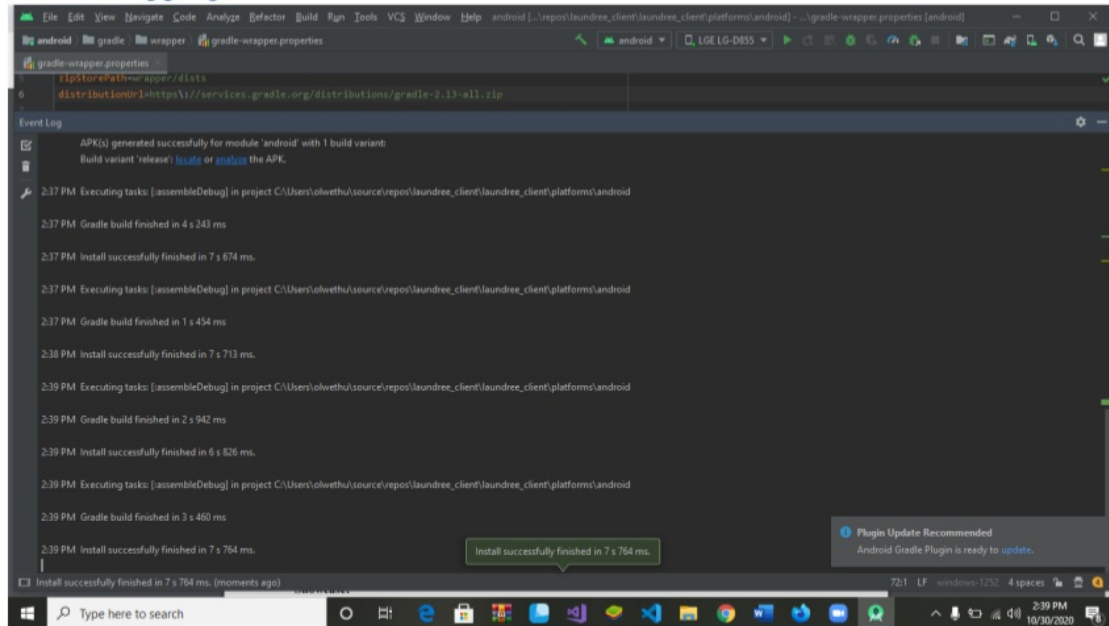 File Edit View Navigate Code Analyze Refactor Build Run Tools VCS Window Help android [...\repos\laundree_client\laundree_client\platforms\android] - ...\gradle-wrapper.properties [android]
android gradle wrapper gradle-wrapper.properties android LGE LG-D855
gradle-wrapper.properties
5 zipStorePath=wrapper/dists
6 distributionUrl=https\://services.gradle.org/distributions/gradle-2.13-all.zip
Event Log
APK(s) generated successfully for module 'android' with 1 build variant:
Build variant 'release': locate or analyze the APK.
2:37 PM Executing tasks: [:assembleDebug] in project C:\Users\olwethu\source\repos\laundree_client\laundree_client\platforms\android
2:37 PM Gradle build finished in 4 s 243 ms
2:37 PM Install successfully finished in 7 s 674 ms.
2:37 PM Executing tasks: [:assembleDebug] in project C:\Users\olwethu\source\repos\laundree_client\laundree_client\platforms\android
2:37 PM Gradle build finished in 1 s 454 ms
2:38 PM Install successfully finished in 7 s 713 ms.
2:39 PM Executing tasks: [:assembleDebug] in project C:\Users\olwethu\source\repos\laundree_client\laundree_client\platforms\android
2:39 PM Gradle build finished in 2 s 942 ms
2:39 PM Install successfully finished in 6 s 826 ms.
2:39 PM Executing tasks: [:assembleDebug] in project C:\Users\olwethu\source\repos\laundree_client\laundree_client\platforms\android
2:39 PM Gradle build finished in 3 s 460 ms
2:39 PM Install successfully finished in 7 s 764 ms.
Install successfully finished in 7 s 764 ms.
Plugin Update Recommended
Android Gradle Plugin is ready to update.
Install successfully finished in 7 s 764 ms. (moments ago) 72:1 LF windows-1252 4 spaces
Type here to search
2:39 PM
10/30/2020